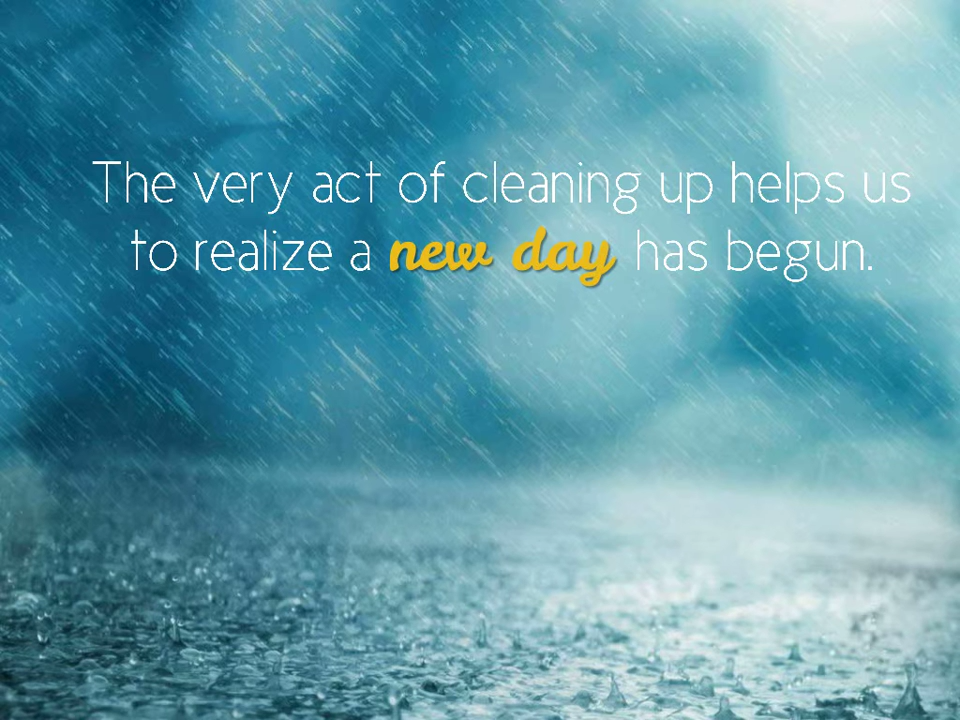 The very act of cleaning up helps us
to realize a new day has begun.